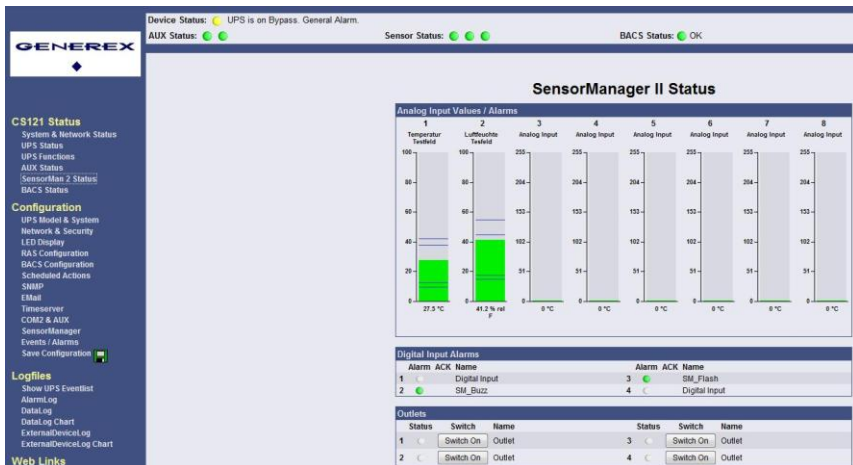 Device Status: UPS is on Bypass. General Alarm.
AUX Status: Sensor Status: BACS Status: OK
GENEREX
CS121 Status
System & Network Status
UPS Status
UPS Functions
AUX Status
SensorMan 2 Status
BACS Status
Configuration
UPS Model & System
Network & Security
LED Display
RAS Configuration
BACS Configuration
Scheduled Actions
SNMP
EMail
Timeserver
COM2 & AUX
SensorManager
Events / Alarms
Save Configuration
Logfiles
Show UPS Eventlist
AlarmLog
DataLog
DataLog Chart
ExternalDeviceLog
ExternalDeviceLog Chart
Web Links
SensorManager II Status
Analog Input Values / Alarms
1 2 3 4 5 6 7 8
Temperatur Luftfeuchte Analog Input Analog Input Analog Input Analog Input Analog Input Analog Input
Testfeld Tesfeld
100 100 255 255 255 255 255 255
80 80 204 204 204 204 204 204
60 60 153 153 153 153 153 153
40 40 102 102 102 102 102 102
20 20 51 51 51 51 51 51
0 0 0 0 0 0 0 0
27.5 °C 41.2 % rel 0 °C 0 °C 0 °C 0 °C 0 °C 0 °C
F
Digital Input Alarms
Alarm ACK Name Alarm ACK Name
1 Digital Input 3 SM_Flash
2 SM_Buzz 4 Digital Input
Outlets
Status Switch Name Status Switch Name
1 Switch On Outlet 3 Switch On Outlet
2 Switch On Outlet 4 Switch On Outlet